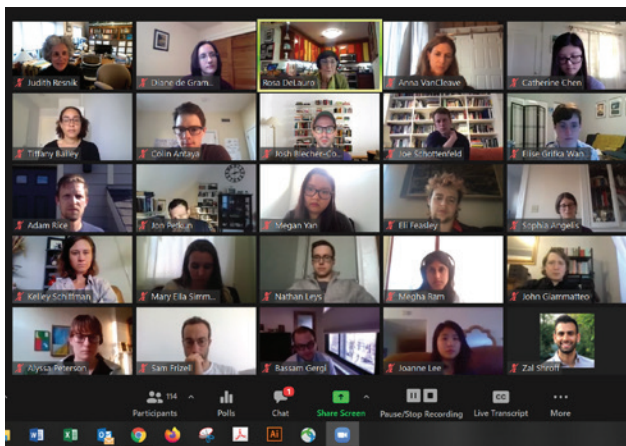 Judith Resnik
Diane de Gram...
Rosa DeLauro
Anna VanCleave
Catherine Chen
Tiffany Bailey
Colin Antaya
Josh Blecher-Co...
Joe Schottenfeld
Elise Grifka Wan...
Adam Rice
Jon Petkun
Megan Yan
Eli Feasley
Sophia Angelis
Kelley Schiffman
Mary Ella Simm...
Nathan Leys
Megha Ram
John Giammatteo
Alyssa Peterson
Sam Frizell
Bassam Gergi
Joanne Lee
Zal Shroff
114
1
CC
Participants
Polls
Chat
Share Screen
Pause/Stop Recording
Live Transcript
More
Ai